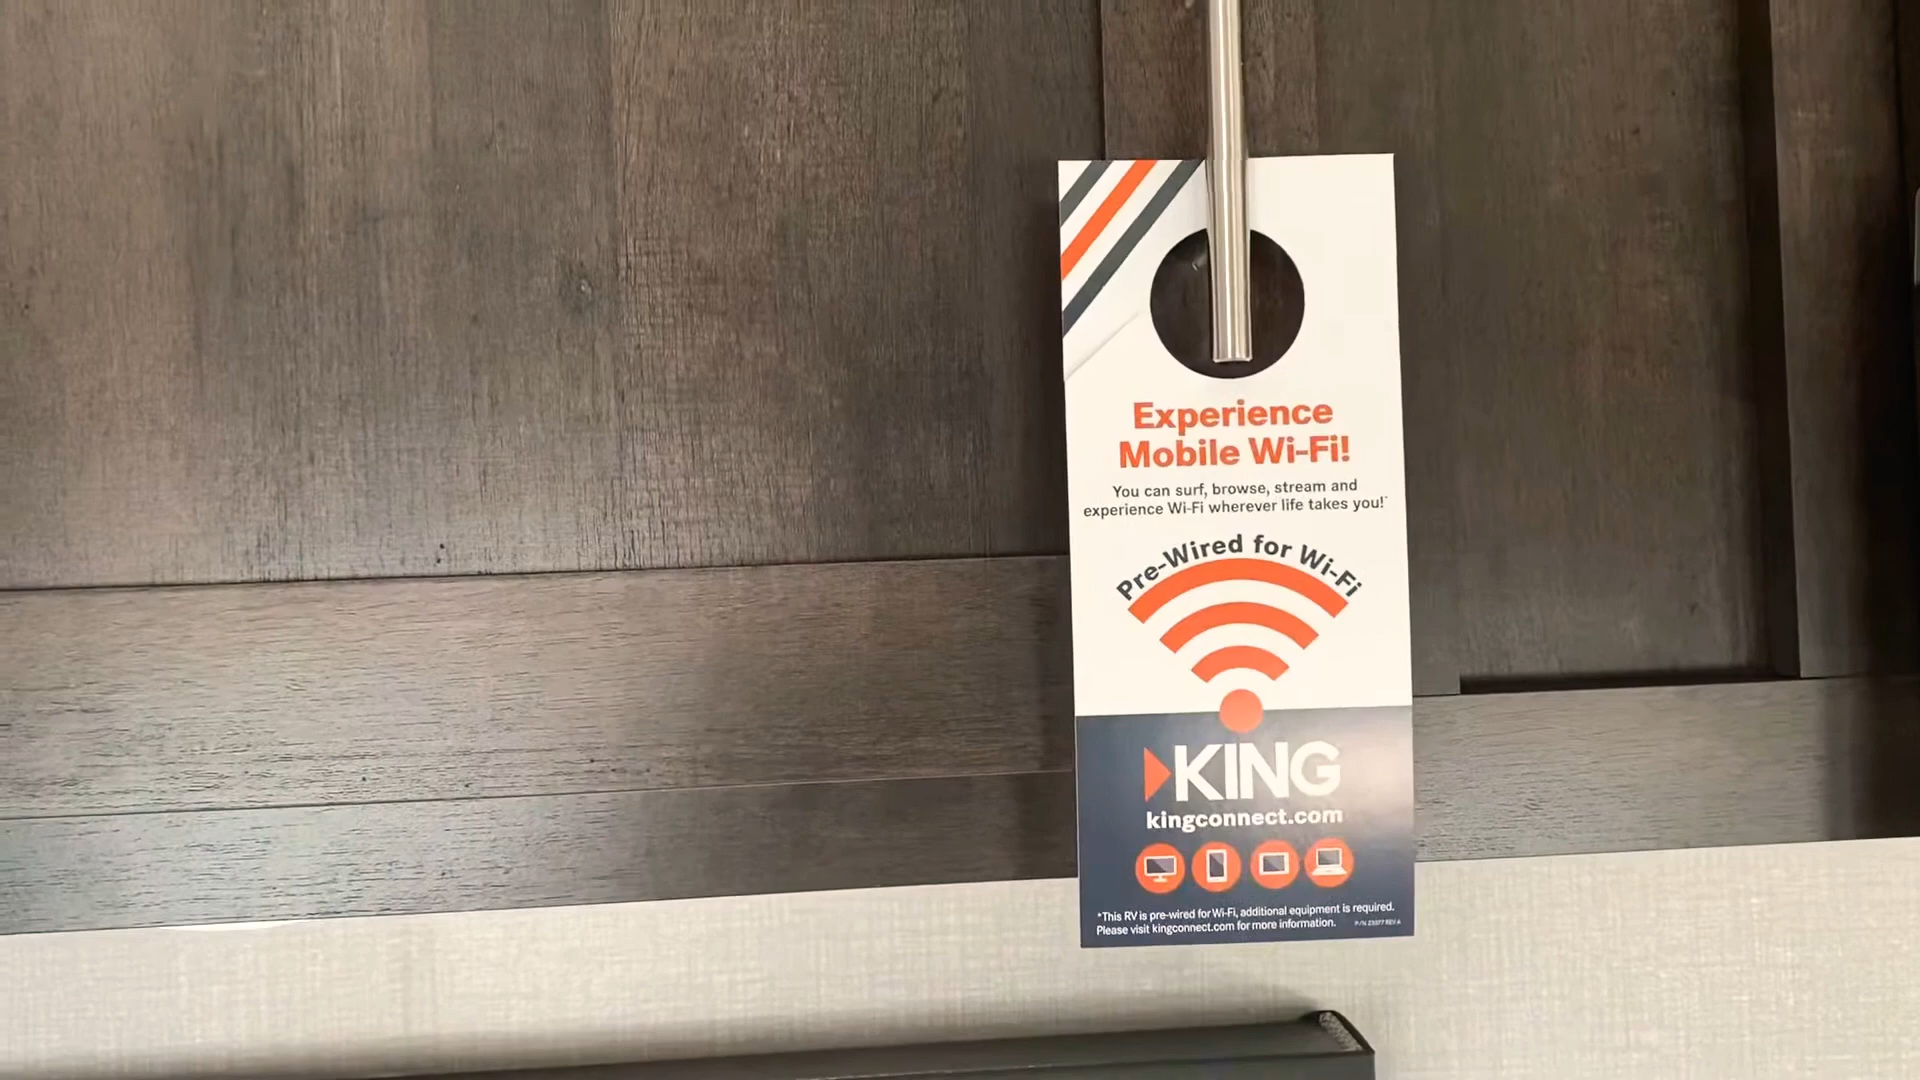 Experience
Mobile Wi-Fi!
You can surf, browse, stream and
experience Wi-Fi wherever life takes you!*
Pre-Wired for Wi-Fi
KING
kingconnect.com
*This RV is pre-wired for Wi-Fi, additional equipment is required.
Please visit kingconnect.com for more information.